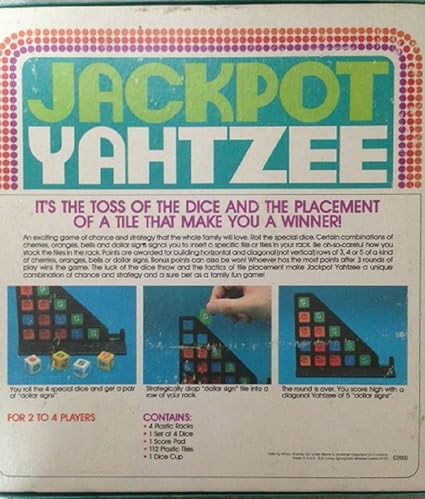 JACKPOT
YAHTZEE
IT'S THE TOSS OF THE DICE AND THE PLACEMENT
OF A TILE THAT MAKE YOU A WINNER!
An exciting game of chance and strategy that the whole family will love. Roll the special dice. Certain combinations of
cherries, oranges, bells and dollar signs signal you to insert a specific tile or tiles in your rack. Be oh-so-careful how you
stack the tiles in the rack. Points are awarded for building horizontal and diagonal (not vertical) rows of 3, 4 or 5 of a kind
of cherries, oranges, bells or dollar signs. Bonus points can also be won! Whoever has the most points after 3 rounds of
play wins the game. The luck of the dice throw and the tactics of tile placement make Jackpot Yahtzee a unique
combination of chance and strategy and a sure bet as a family fun game!
You roll the 4 special dice and get a pair
of "dollar signs".
Strategically drop "dollar sign" tile into a
row of your rack.
The round is over. You score high with a
diagonal Yahtzee of 5 "dollar signs".
FOR 2 TO 4 PLAYERS
CONTAINS:
• 4 Plastic Racks
• 1 Set of 4 Dice
• 1 Score Pad
• 112 Plastic Tiles
• 1 Dice Cup
E2600